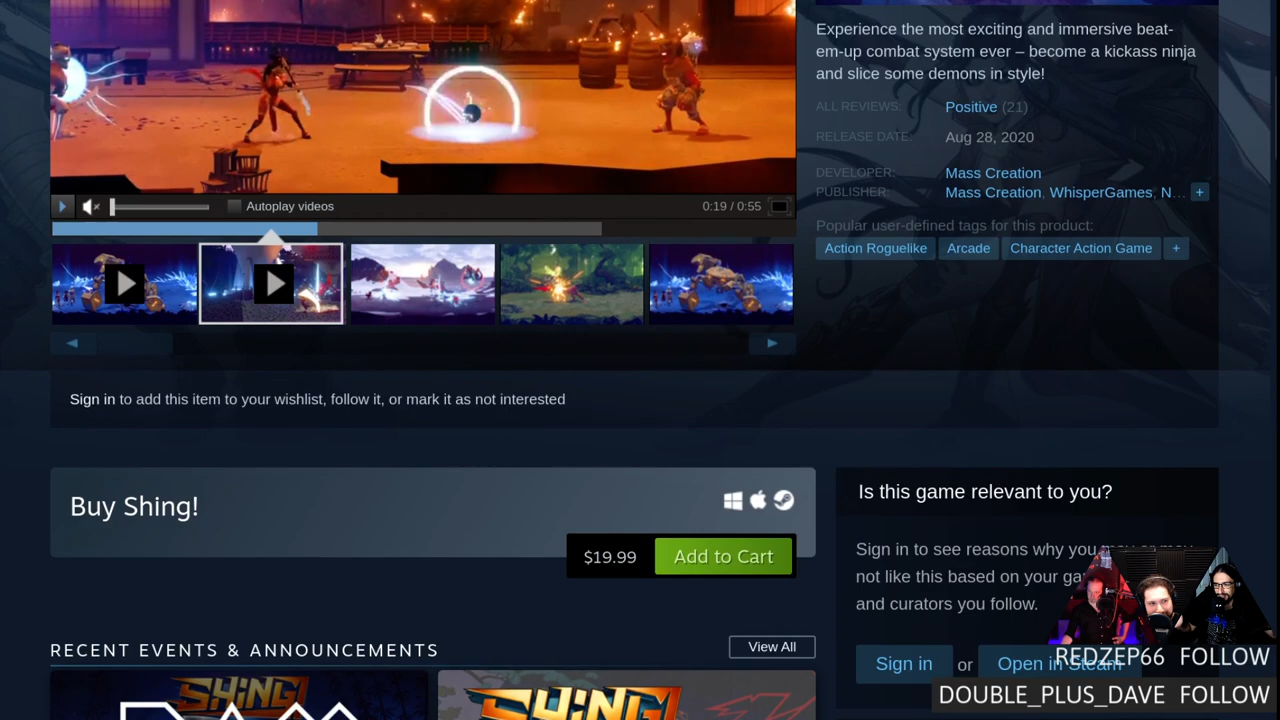 Experience the most exciting and immersive beat-
em-up combat system ever – become a kickass ninja
and slice some demons in style!
ALL REVIEWS: Positive (21)
RELEASE DATE: Aug 28, 2020
DEVELOPER: Mass Creation
PUBLISHER: Mass Creation, WhisperGames, N... +
Popular user-defined tags for this product:
Action Roguelike Arcade Character Action Game +
Autoplay videos 0:19 / 0:55
Sign in to add this item to your wishlist, follow it, or mark it as not interested
Buy Shing!
$19.99 Add to Cart
Is this game relevant to you?
Sign in to see reasons why you may or may
not like this based on your
and curators you follow.
Sign in or Open in Steam
RECENT EVENTS & ANNOUNCEMENTS View All
SHING!
SHING!
REDZEP66 FOLLOW
DOUBLE_PLUS_DAVE FOLLOW